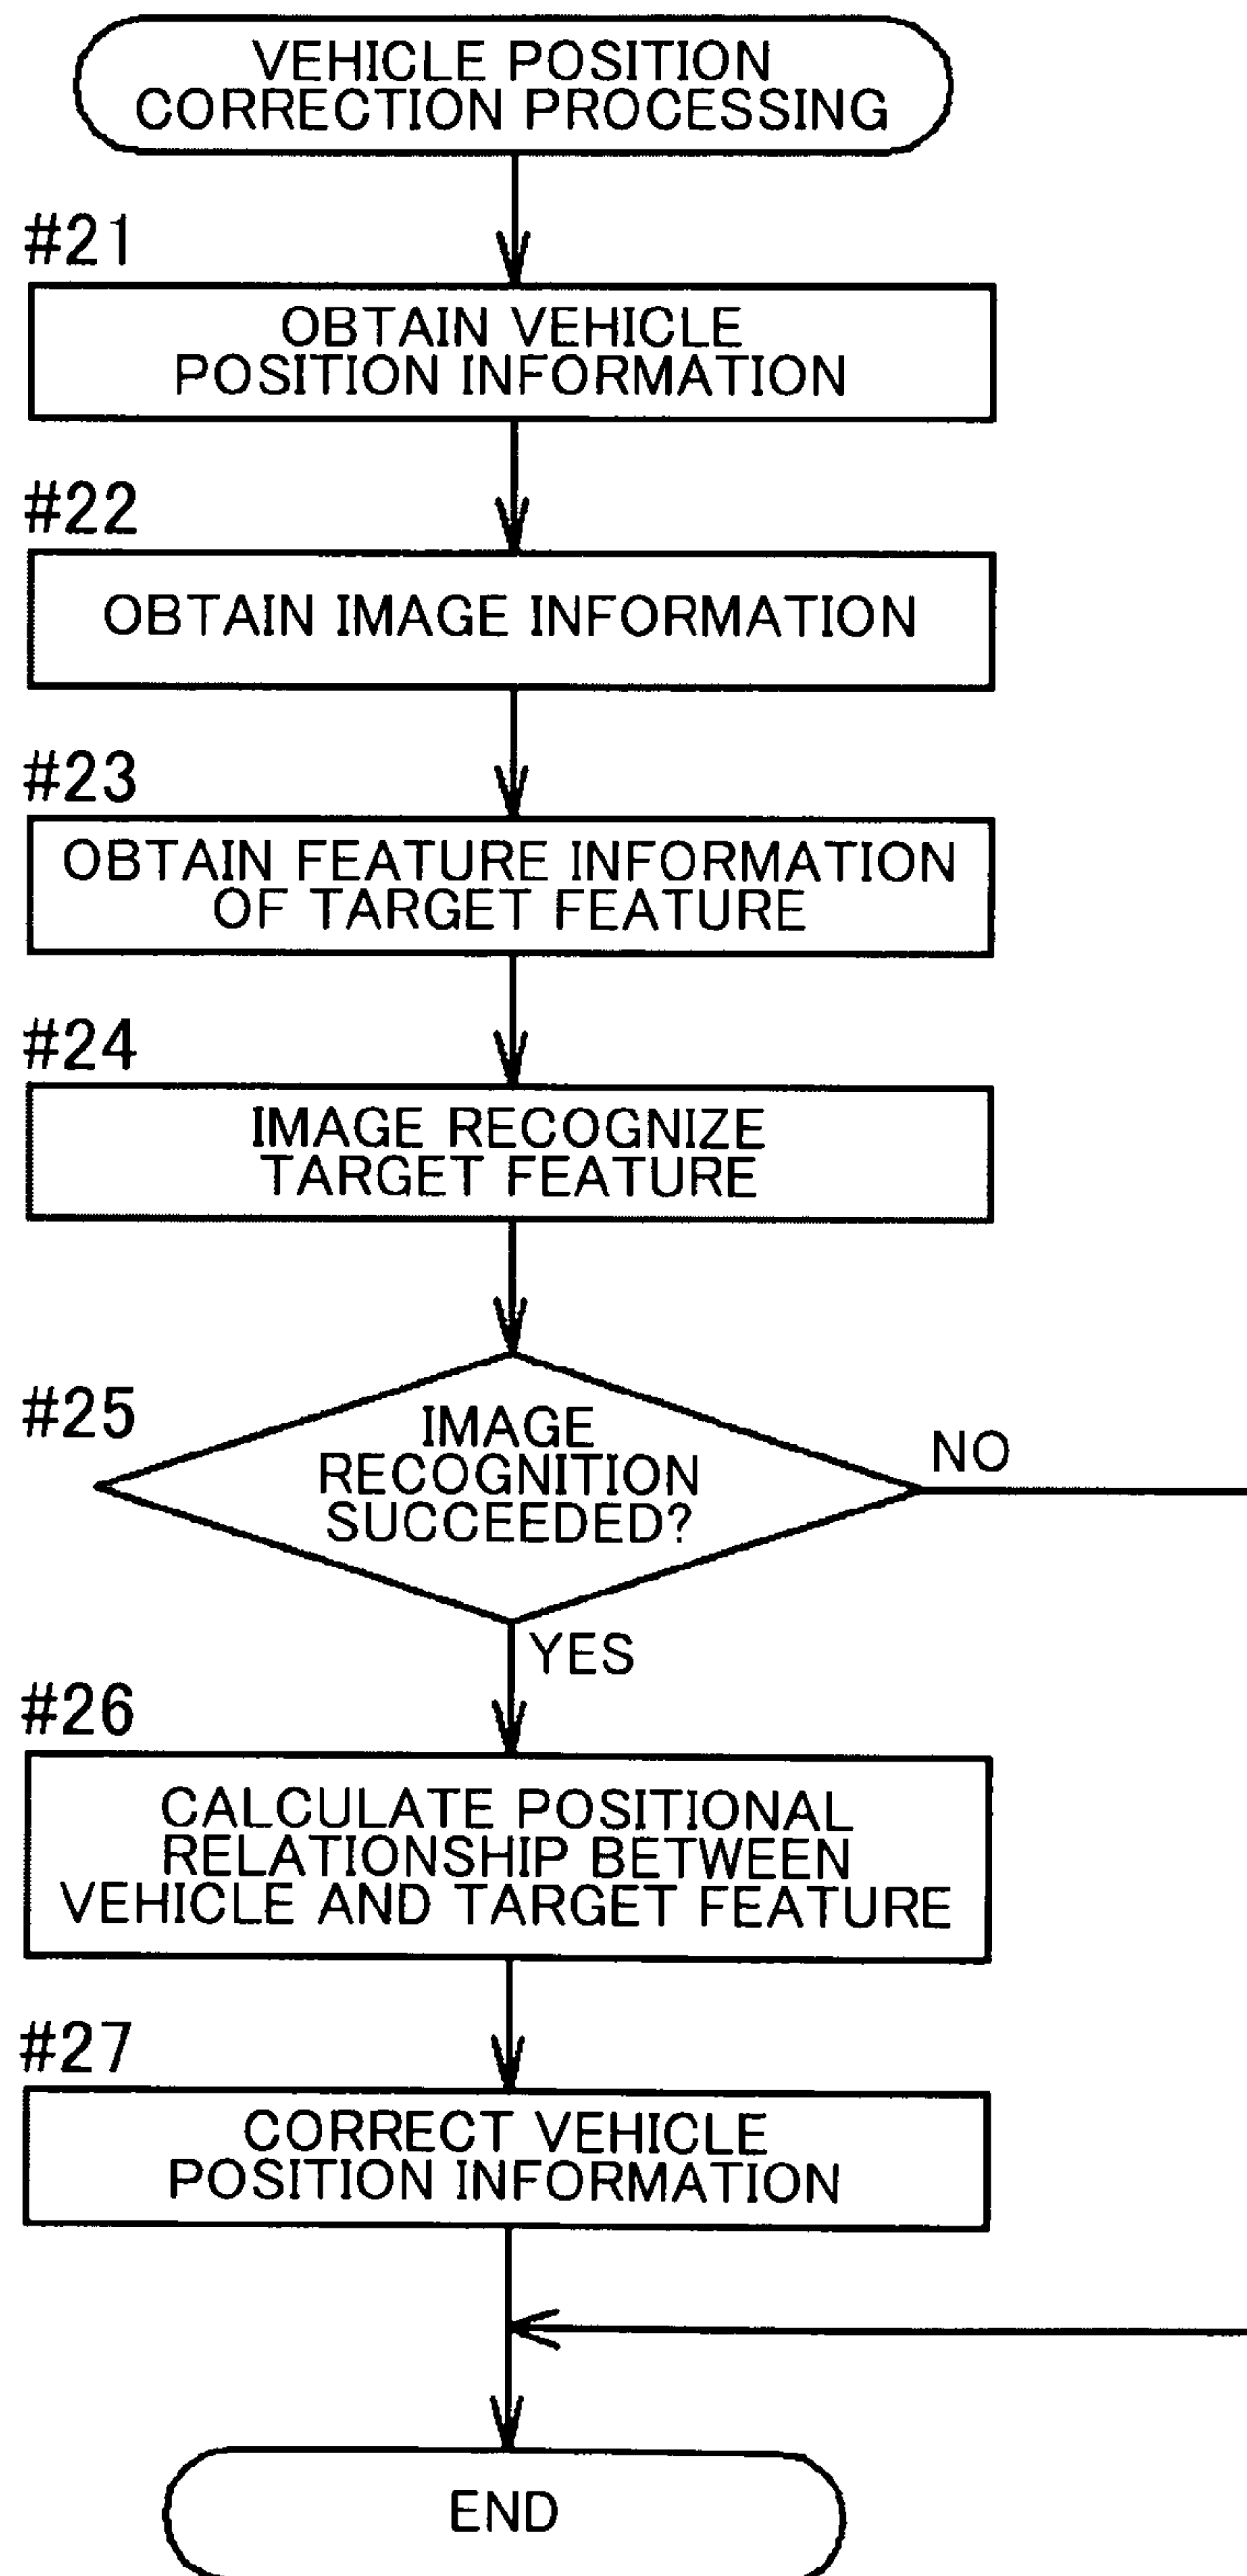 VEHICLE POSITION
CORRECTION PROCESSING
#21
OBTAIN VEHICLE
POSITION INFORMATION
#22
OBTAIN IMAGE INFORMATION
#23
OBTAIN FEATURE INFORMATION
OF TARGET FEATURE
#24
IMAGE RECOGNIZE
TARGET FEATURE
#25
IMAGE
RECOGNITION
SUCCEEDED?
NO
YES
#26
CALCULATE POSITIONAL
RELATIONSHIP BETWEEN
VEHICLE AND TARGET FEATURE
#27
CORRECT VEHICLE
POSITION INFORMATION
END